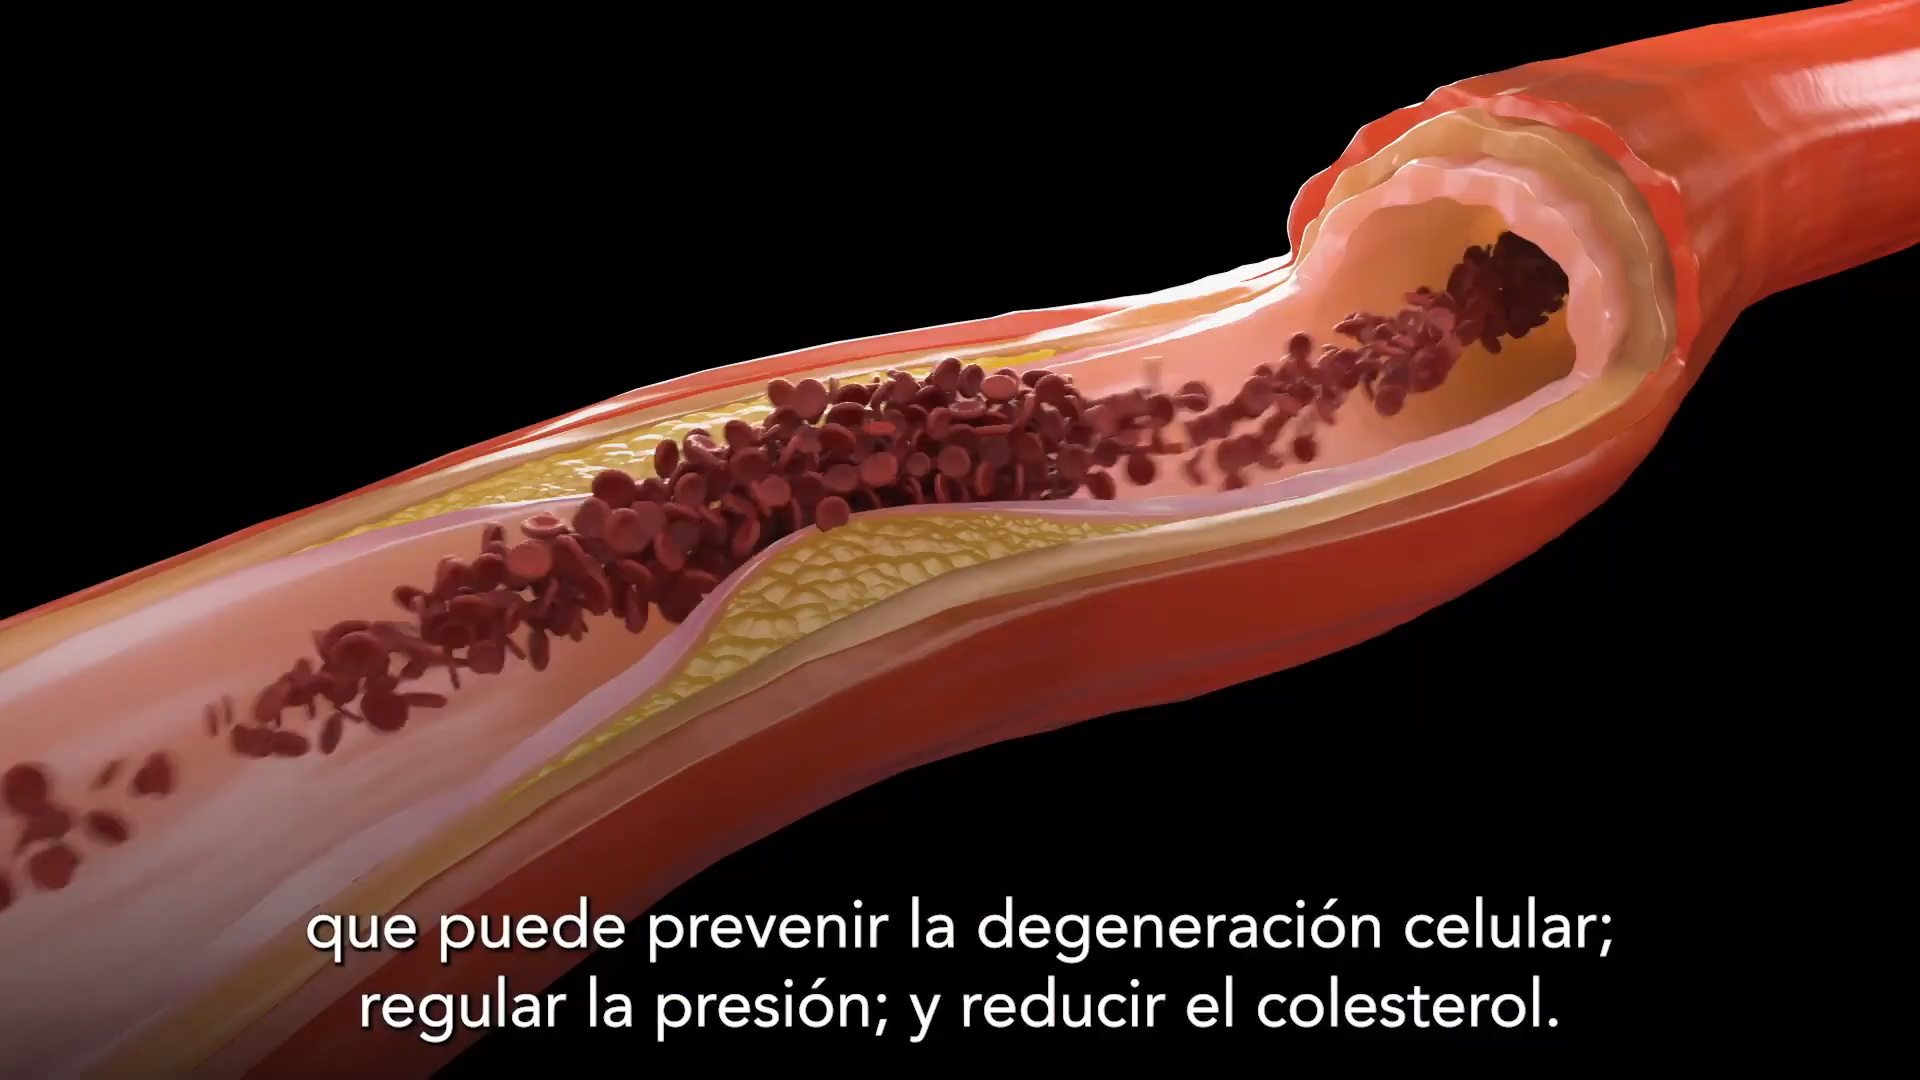 que puede prevenir la degeneración celular;
regular la presión; y reducir el colesterol.